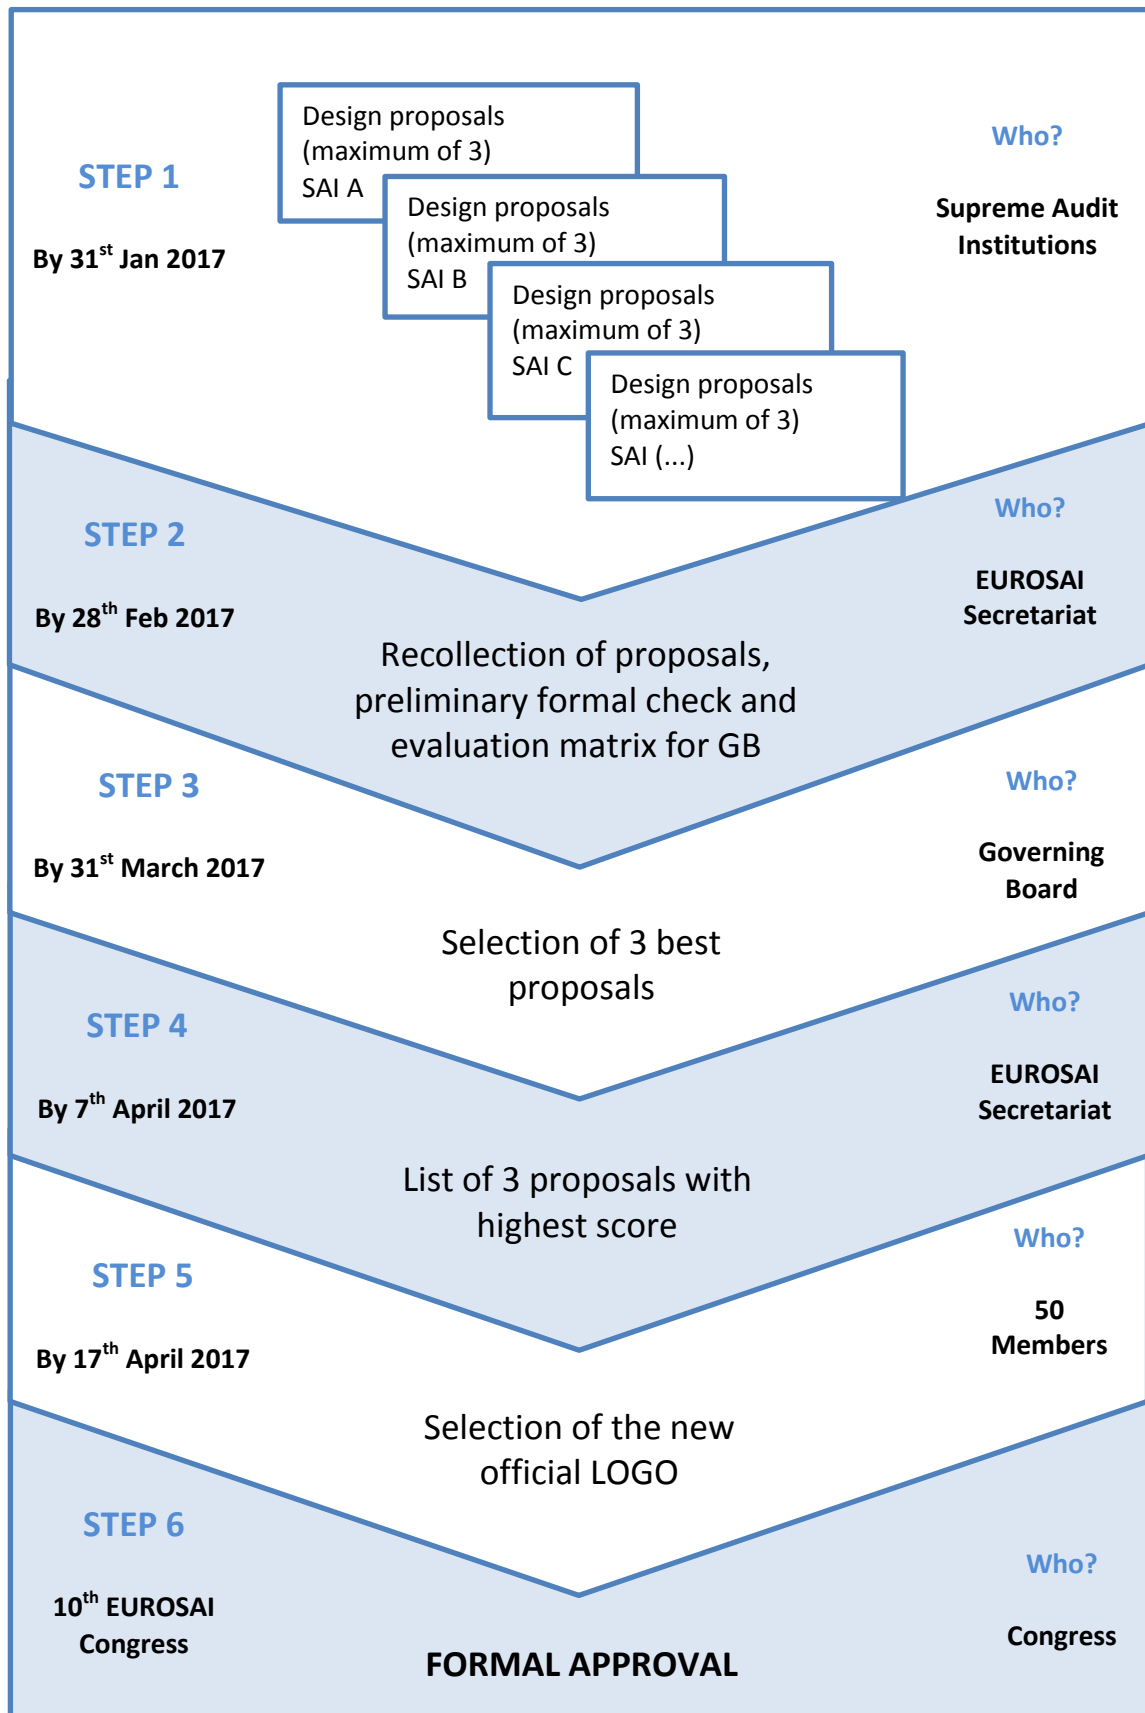 STEP 1
By 31st Jan 2017
Design proposals
(maximum of 3)
SAI A
Design proposals
(maximum of 3)
SAI B
Design proposals
(maximum of 3)
SAI C
Design proposals
(maximum of 3)
SAI (...)
Who?
Supreme Audit
Institutions
STEP 2
By 28th Feb 2017
Recollection of proposals,
preliminary formal check and
evaluation matrix for GB
Who?
EUROSAI
Secretariat
STEP 3
By 31st March 2017
Selection of 3 best
proposals
Who?
Governing
Board
STEP 4
By 7th April 2017
List of 3 proposals with
highest score
Who?
EUROSAI
Secretariat
STEP 5
By 17th April 2017
Selection of the new
official LOGO
Who?
50
Members
STEP 6
10th EUROSAI
Congress
FORMAL APPROVAL
Who?
Congress